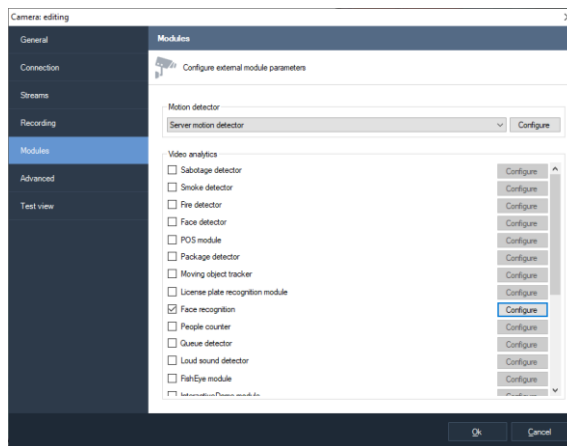 Camera: editing
General
Connection
Streams
Recording
Modules
Advanced
Test view
Modules
Configure external module parameters
Motion detector
Server motion detector Configure
Video analytics
Sabotage detector Configure
Smoke detector Configure
Fire detector Configure
Face detector Configure
POS module Configure
Package detector Configure
Moving object tracker Configure
License plate recognition module Configure
Face recognition Configure
People counter Configure
Queue detector Configure
Loud sound detector Configure
FishEye module Configure
InteractiveDemo module Configure
Ok Cancel